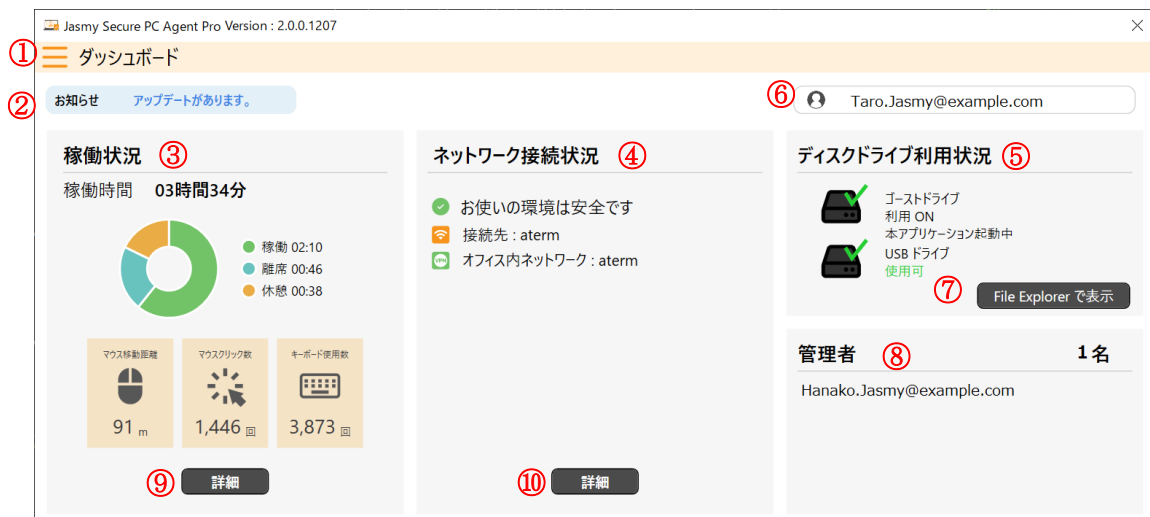 Jasmy Secure PC Agent Pro Version : 2.0.0.1207
① ダッシュボード
② お知らせ アップデートがあります。
⑥ Taro.Jasmy@example.com
稼働状況 ③
稼働時間 03時間34分
稼働 02:10
離席 00:46
休憩 00:38
マウス移動距離
91 m
マウスクリック数
1,446 回
キーボード使用数
3,873 回
⑨ 詳細
ネットワーク接続状況 ④
お使いの環境は安全です
接続先 : aterm
VPN オフィス内ネットワーク : aterm
⑩ 詳細
ディスクドライブ利用状況 ⑤
ゴーストドライブ
利用 ON
本アプリケーション起動中
USB ドライブ
使用可
⑦ File Explorer で表示
管理者 ⑧ 1名
Hanako.Jasmy@example.com